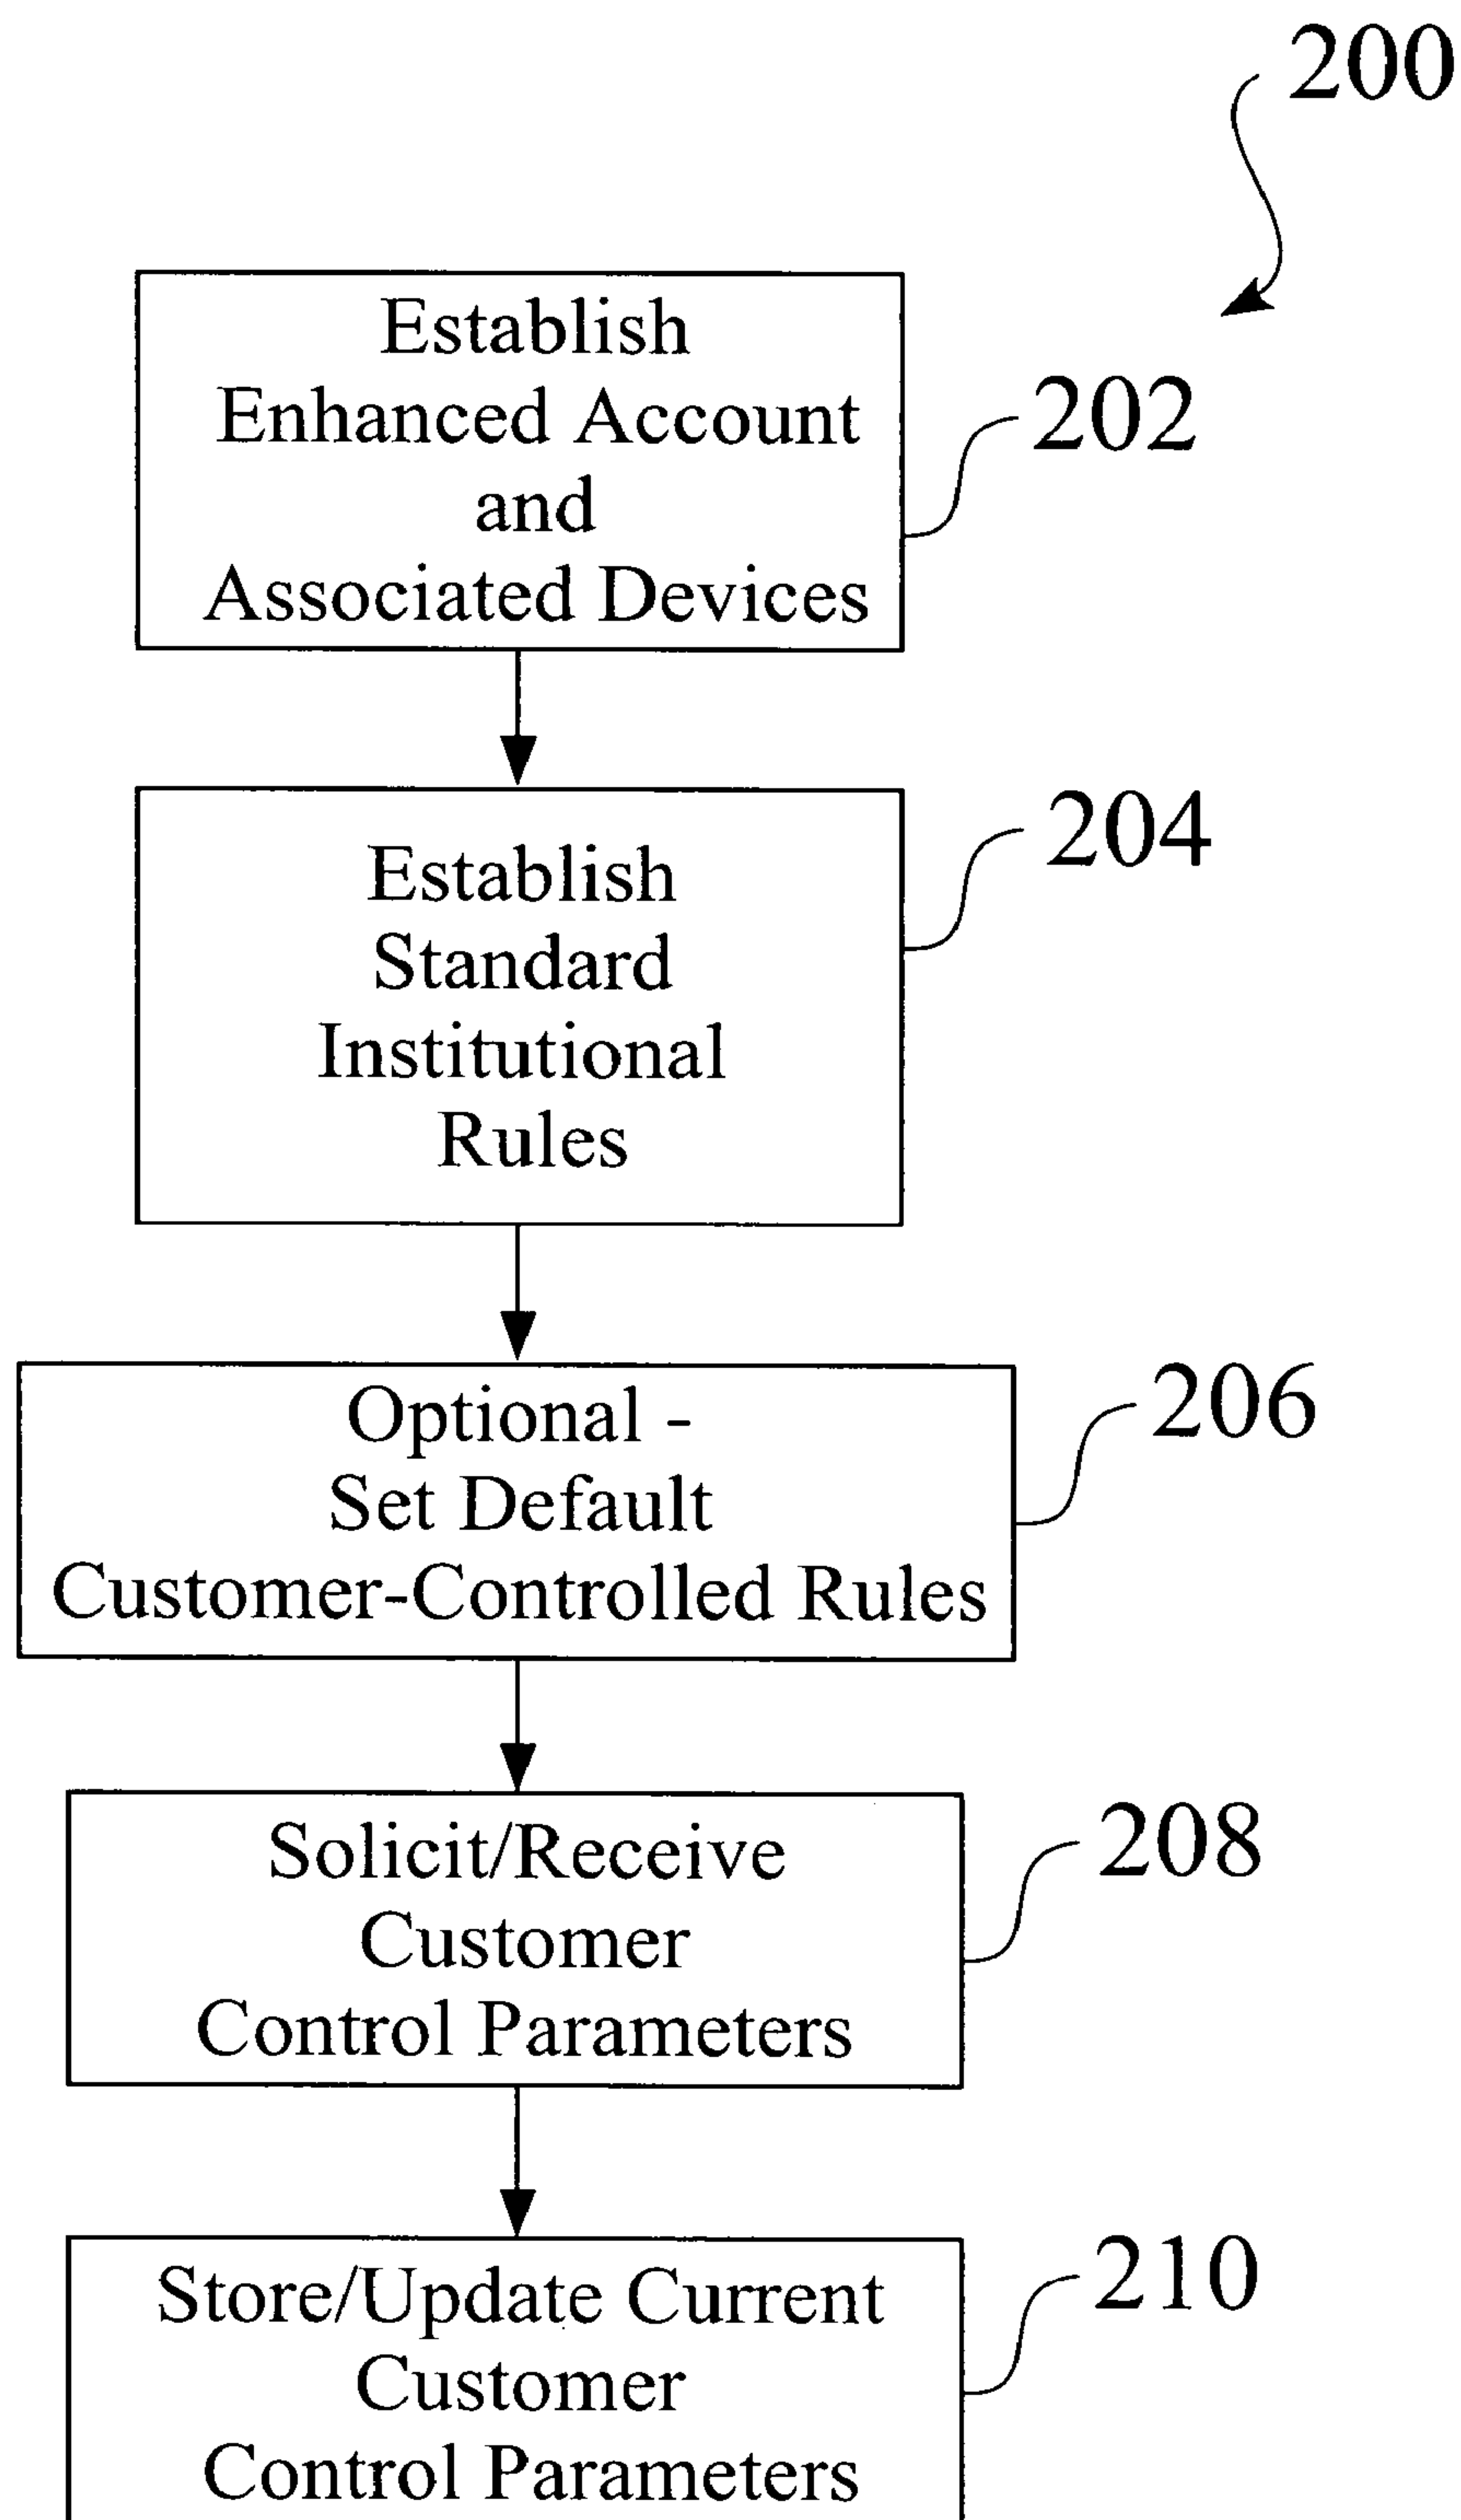 200
Establish
Enhanced Account
and
Associated Devices
202
Establish
Standard
Institutional
Rules
204
Optional -
Set Default
Customer-Controlled Rules
206
Solicit/Receive
Customer
Control Parameters
208
Store/Update Current
Customer
Control Parameters
210